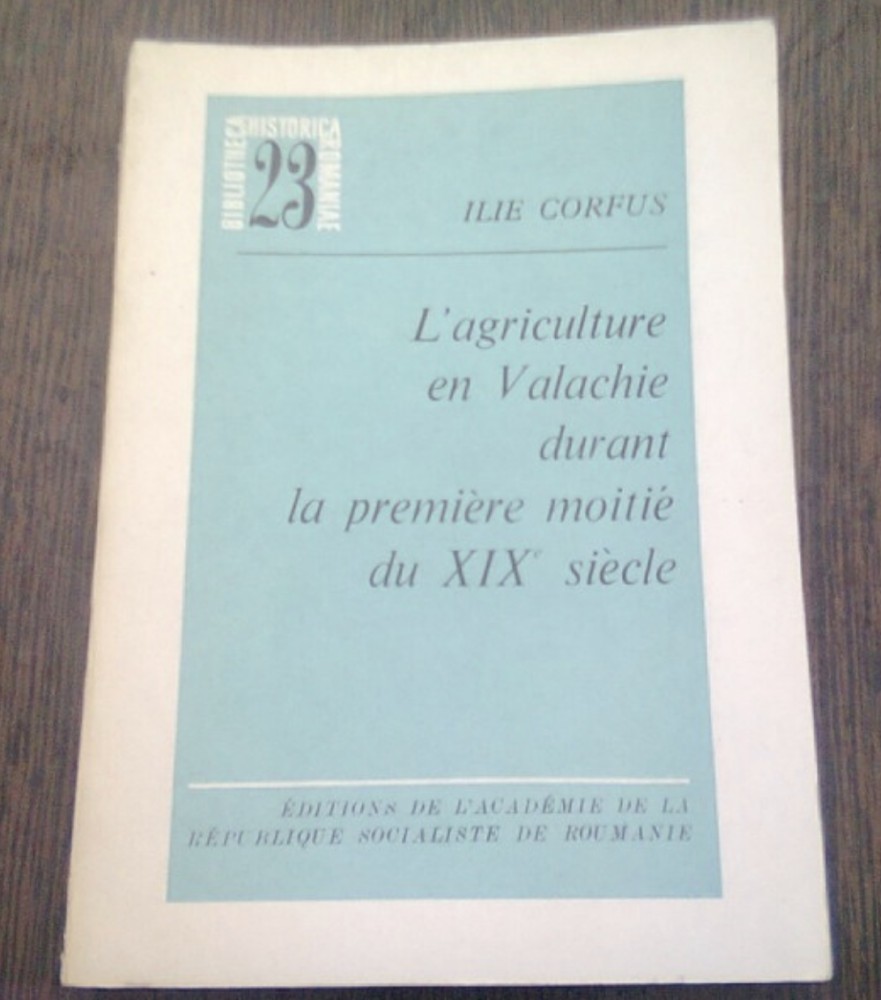 BIBLIOTHECA
HISTORICA
ROMANIAE
23
ILIE CORFUS
L'agriculture
en Valachie
durant
la première moitié
du XIXe siècle
ÉDITIONS DE L'ACADÉMIE DE LA
RÉPUBLIQUE SOCIALISTE DE ROUMANIE